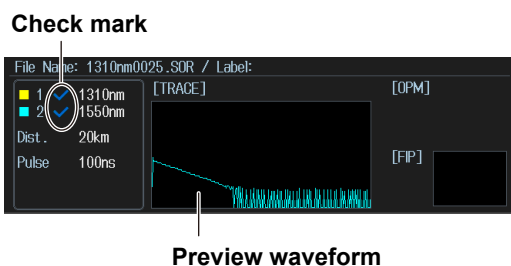 Check mark
File Name: 1310nm0025.SOR / Label:
1 1310nm
2 1550nm
Dist. 20km
Pulse 100ns
[TRACE]
[OPM]
[FIP]
Preview waveform